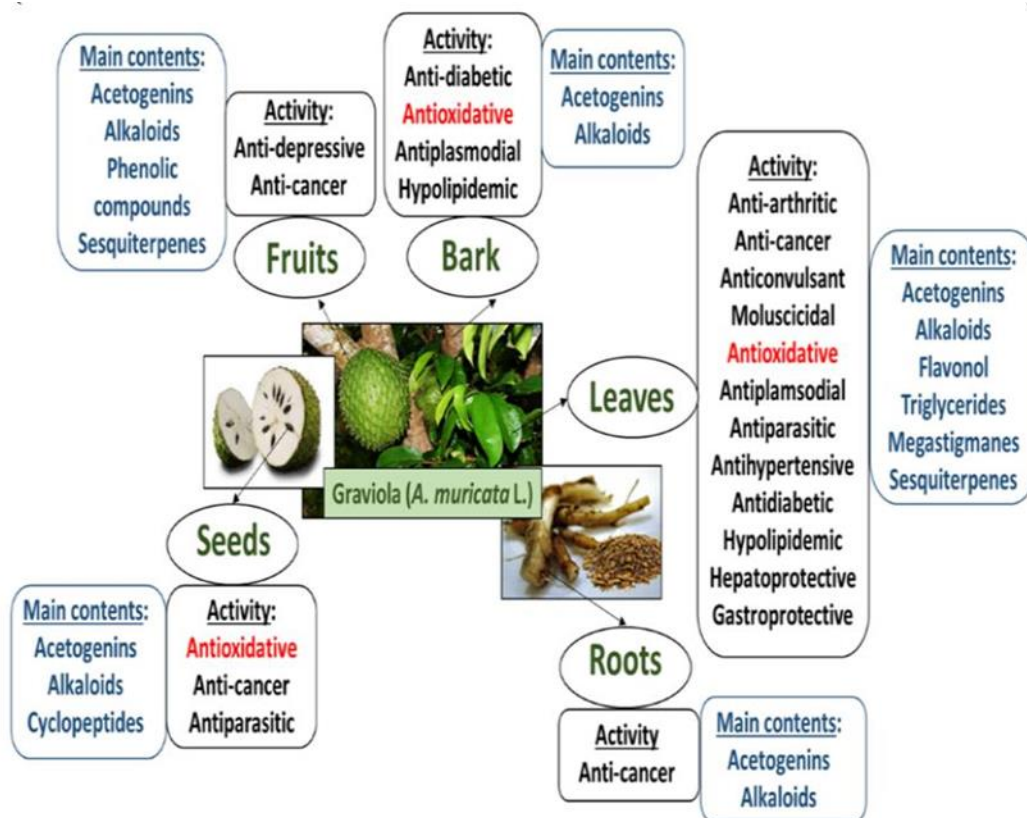 Main contents:
Acetogenins
Alkaloids
Phenolic
compounds
Sesquiterpenes
Activity:
Anti-depressive
Anti-cancer
Fruits
Activity:
Anti-diabetic
Antioxidative
Antiplasmodial
Hypolipidemic
Bark
Main contents:
Acetogenins
Alkaloids
Leaves
Activity:
Anti-arthritic
Anti-cancer
Anticonvulsant
Moluscicidal
Antioxidative
Antiplamsodial
Antiparasitic
Antihypertensive
Antidiabetic
Hypolipidemic
Hepatoprotective
Gastroprotective
Main contents:
Acetogenins
Alkaloids
Flavonol
Triglycerides
Megastigmanes
Sesquiterpenes
Graviola (A. muricata L.)
Seeds
Main contents:
Acetogenins
Alkaloids
Cyclopeptides
Activity:
Antioxidative
Anti-cancer
Antiparasitic
Roots
Activity
Anti-cancer
Main contents:
Acetogenins
Alkaloids